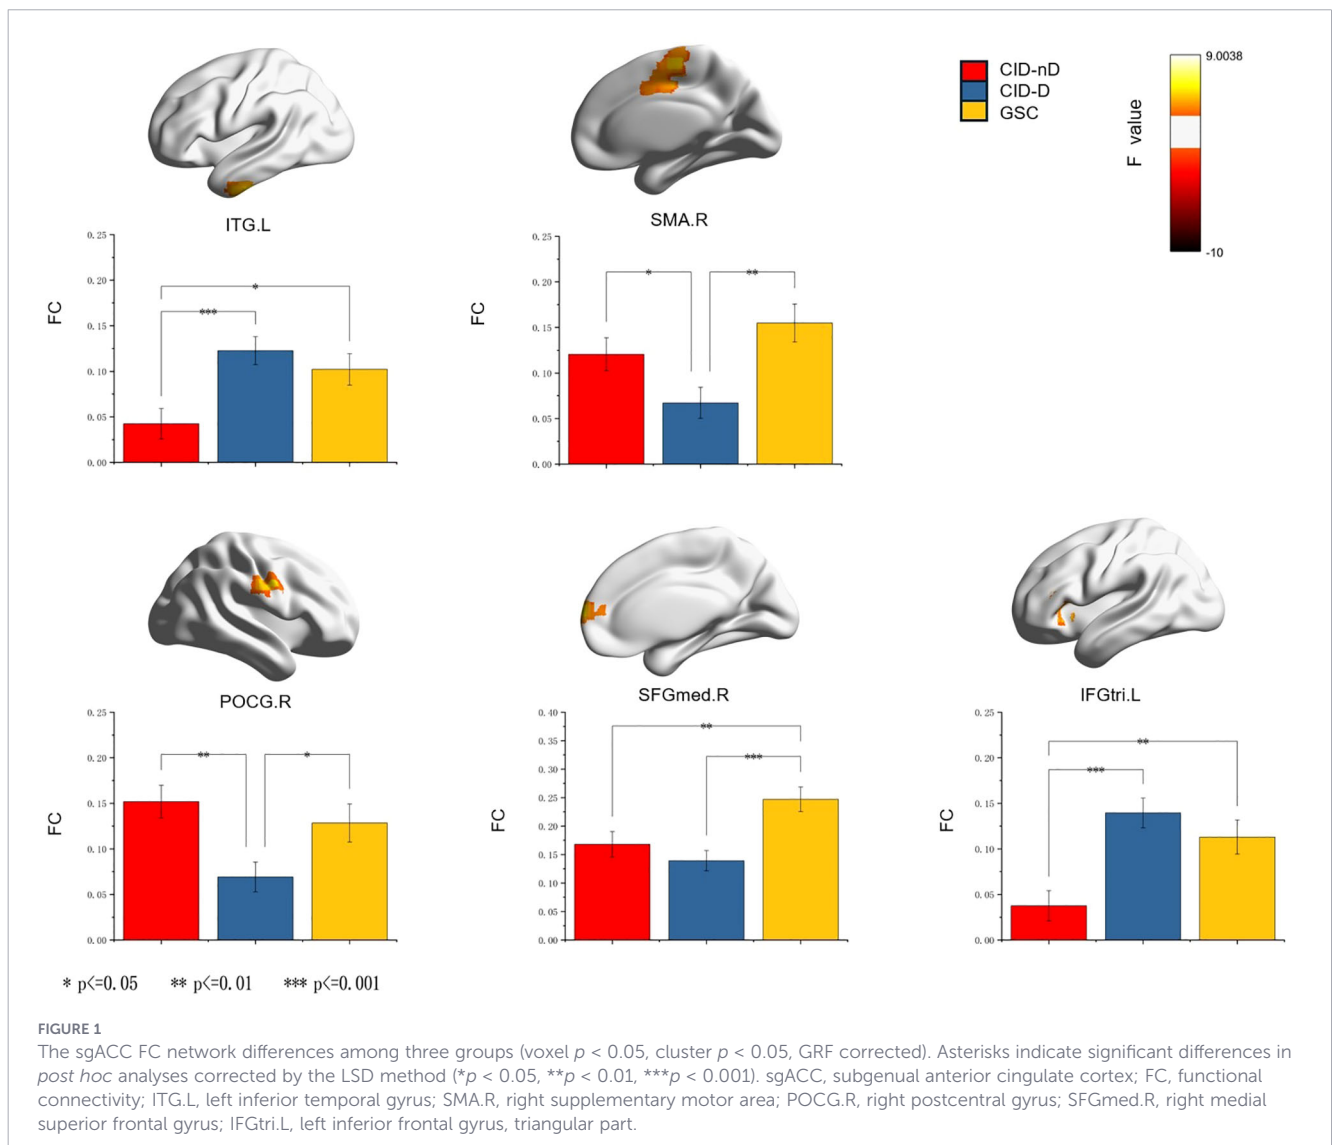 CID-nD
CID-D
GSC
9.0038
F value
-10
ITG.L
0.25
0.20
0.15
0.10
0.05
0.00
FC
*
***
SMA.R
0.25
0.20
0.15
0.10
0.05
0.00
FC
*
**
POCG.R
0.25
0.20
0.15
0.10
0.05
0.00
FC
**
*
SFGmed.R
0.40
0.35
0.30
0.25
0.20
0.15
0.10
0.05
0.00
FC
**
***
IFGtri.L
0.25
0.20
0.15
0.10
0.05
0.00
FC
**
***
* p<=0.05 ** p<=0.01 *** p<=0.001
FIGURE 1
The sgACC FC network differences among three groups (voxel p < 0.05, cluster p < 0.05, GRF corrected). Asterisks indicate significant differences in
post hoc analyses corrected by the LSD method (*p < 0.05, **p < 0.01, ***p < 0.001). sgACC, subgenual anterior cingulate cortex; FC, functional
connectivity; ITG.L, left inferior temporal gyrus; SMA.R, right supplementary motor area; POCG.R, right postcentral gyrus; SFGmed.R, right medial
superior frontal gyrus; IFGtri.L, left inferior frontal gyrus, triangular part.